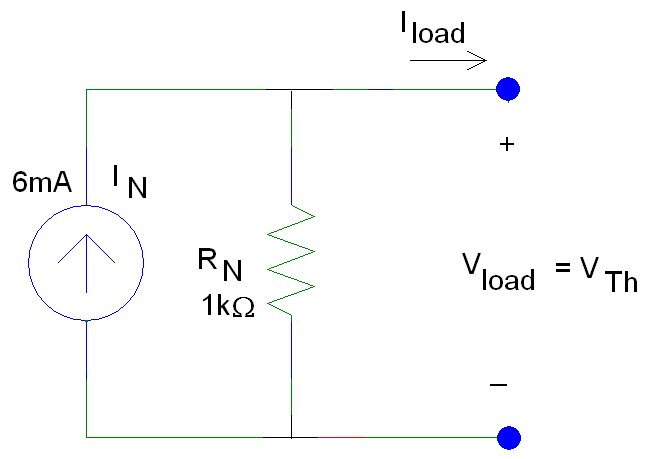 I load
+
6mA I N
R N
1kΩ
V load = V Th
–